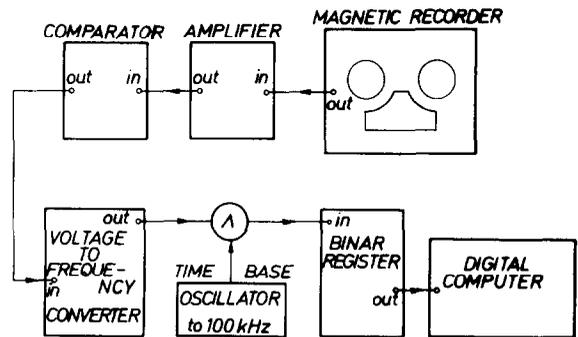 COMPARATOR AMPLIFIER MAGNETIC RECORDER
out in out in out
out in
VOLTAGE
TO
FREQUE-
NCY
in
CONVERTER
Λ
TIME BASE
OSCILLATOR
to 100 kHz
BINAR
REGISTER
out
DIGITAL
COMPUTER